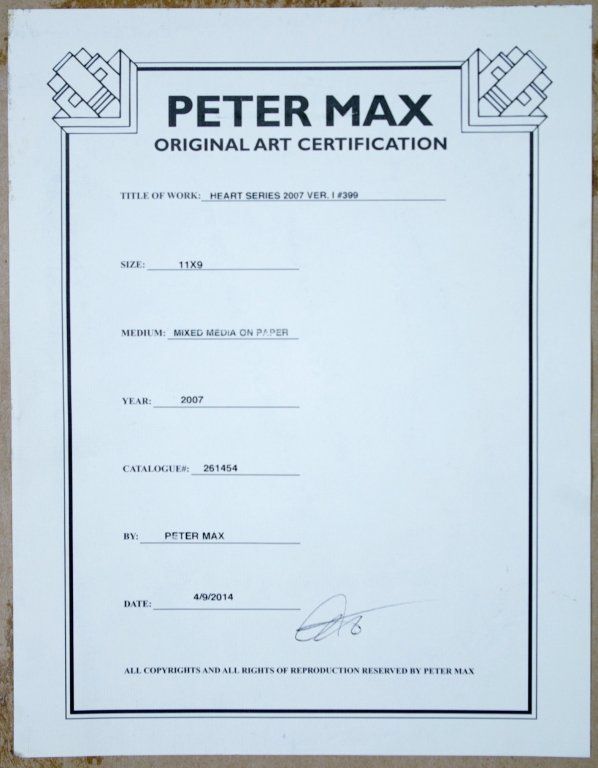 PETER MAX
ORIGINAL ART CERTIFICATION
TITLE OF WORK: HEART SERIES 2007 VER. I #399
SIZE: 11X9
MEDIUM: MIXED MEDIA ON PAPER
YEAR: 2007
CATALOGUE#: 261454
BY: PETER MAX
DATE: 4/9/2014
ALL COPYRIGHTS AND ALL RIGHTS OF REPRODUCTION RESERVED BY PETER MAX